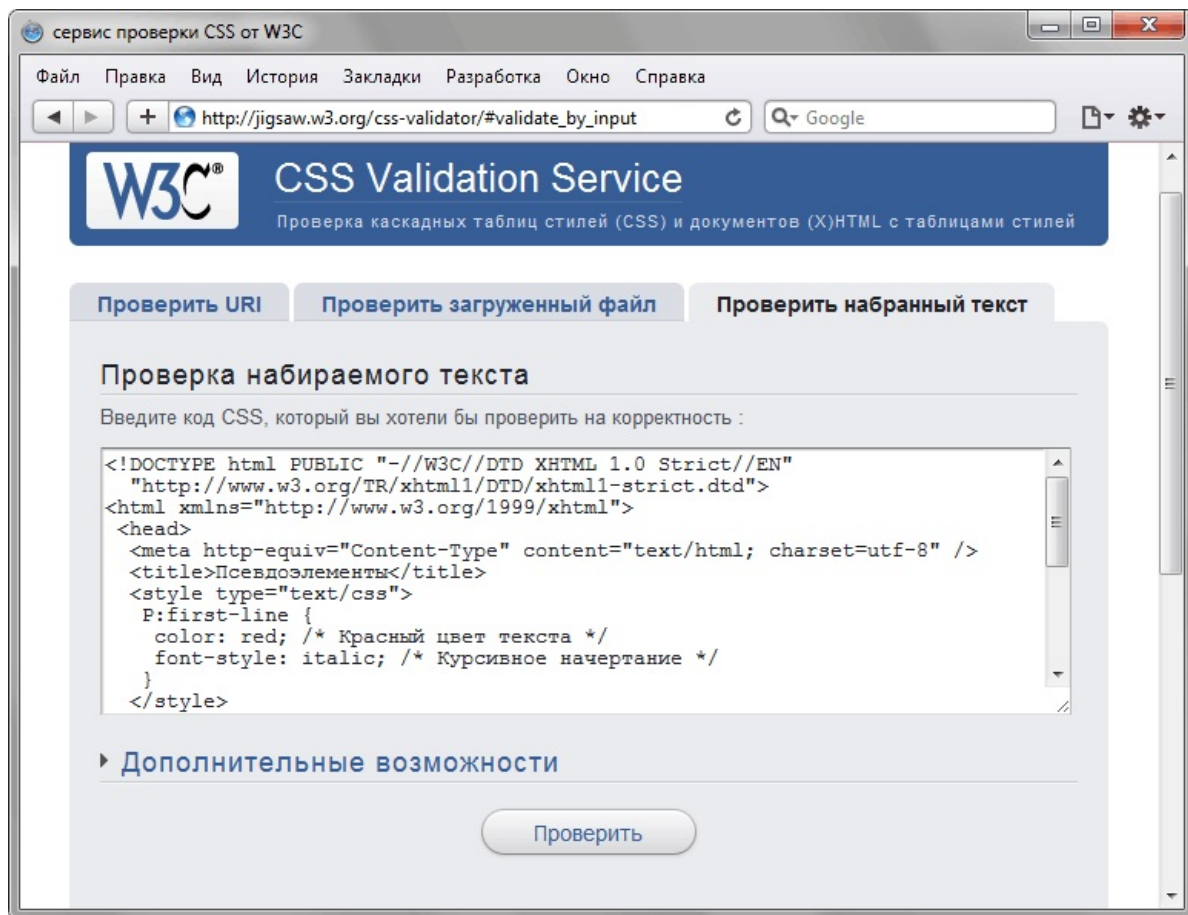 сервис проверки CSS от W3C
Файл Правка Вид История Закладки Разработка Окно Справка
http://jigsaw.w3.org/css-validator/#validate_by_input Google
W3C® CSS Validation Service
Проверка каскадных таблиц стилей (CSS) и документов (X)HTML с таблицами стилей
Проверить URI Проверить загруженный файл Проверить набранный текст
Проверка набираемого текста
Введите код CSS, который вы хотели бы проверить на корректность :
<!DOCTYPE html PUBLIC "-//W3C//DTD XHTML 1.0 Strict//EN"
"http://www.w3.org/TR/xhtml1/DTD/xhtml1-strict.dtd">
<html xmlns="http://www.w3.org/1999/xhtml">
<head>
<meta http-equiv="Content-Type" content="text/html; charset=utf-8" />
<title>Псевдоэлементы</title>
<style type="text/css">
P:first-line {
color: red; /* Красный цвет текста */
font-style: italic; /* Курсивное начертание */
}
</style>
Дополнительные возможности
Проверить